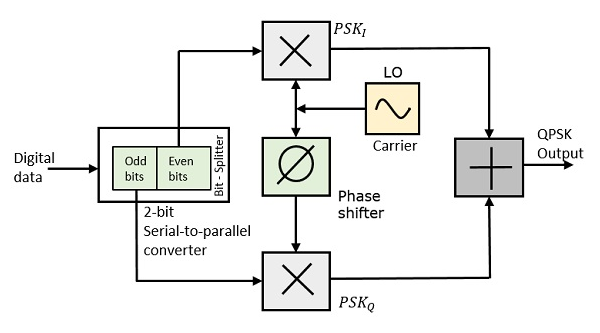 PSK_I
LO
Carrier
Digital
data
Odd
bits
Even
bits
Bit - Splitter
2-bit
Serial-to-parallel
converter
Phase
shifter
QPSK
Output
PSK_Q